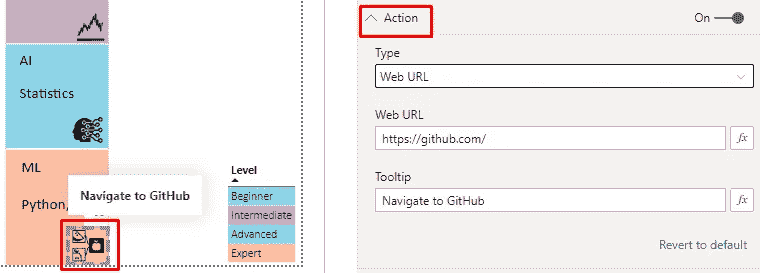 AI
Statistics
ML
Python,
Navigate to GitHub
Level
Beginner
Intermediate
Advanced
Expert
Action
On
Type
Web URL
Web URL
https://github.com/
fx
Tooltip
Navigate to GitHub
fx
Revert to default